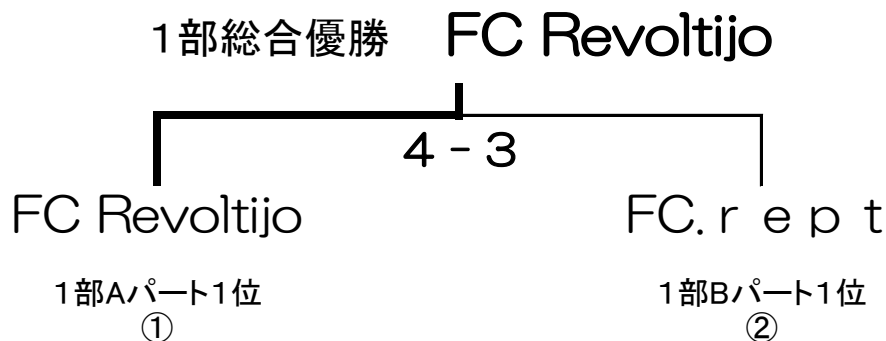 1部総合優勝 FC Revoltijo
4-3
FC Revoltijo FC.rept
1部Aパート1位 1部Bパート1位
① ②